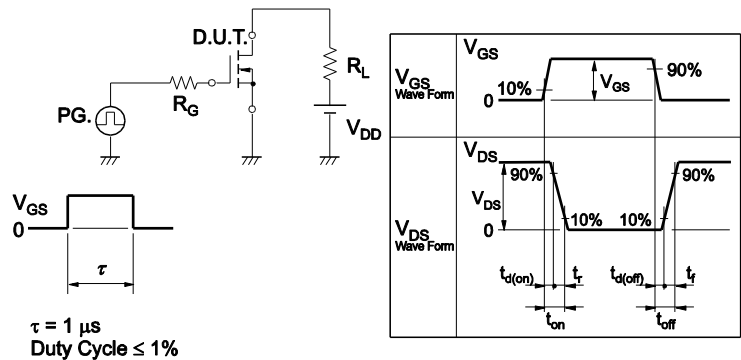 D.U.T.
R_L
R_G
PG.
V_DD
V_GS
0
τ
τ = 1 μs
Duty Cycle ≤ 1%
V_GS
Wave Form
V_GS
10%
0
V_GS
90%
V_DS
Wave Form
V_DS
90%
V_DS
0
10%
10%
90%
t_d(on)
t_r
t_d(off)
t_f
t_on
t_off